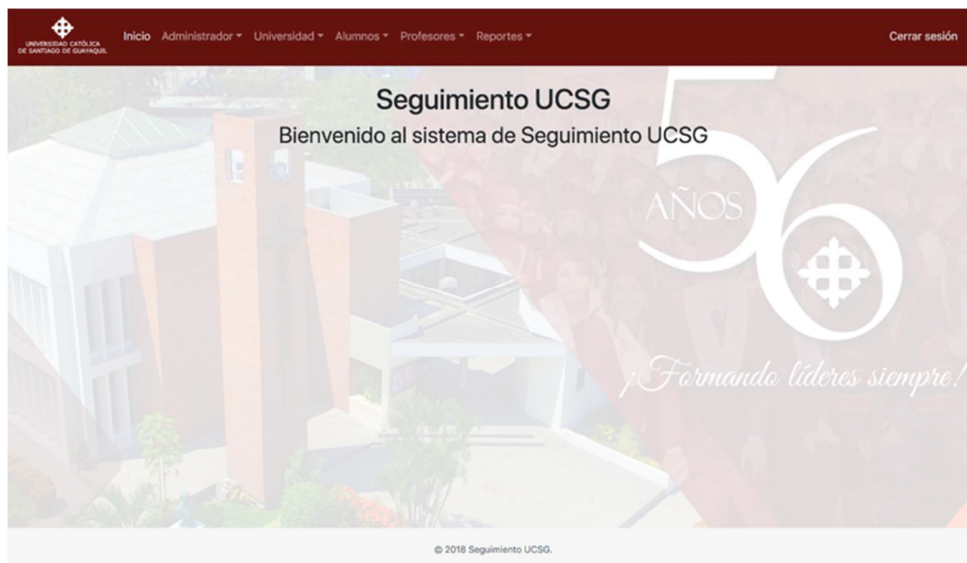 UNIVERSIDAD CATÓLICA
DE SANTIAGO DE GUAYAQUIL
Inicio Administrador Universidad Alumnos Profesores Reportes Cerrar sesión
Seguimiento UCSG
Bienvenido al sistema de Seguimiento UCSG
56
AÑOS
¡Formando líderes siempre!
© 2018 Seguimiento UCSG.